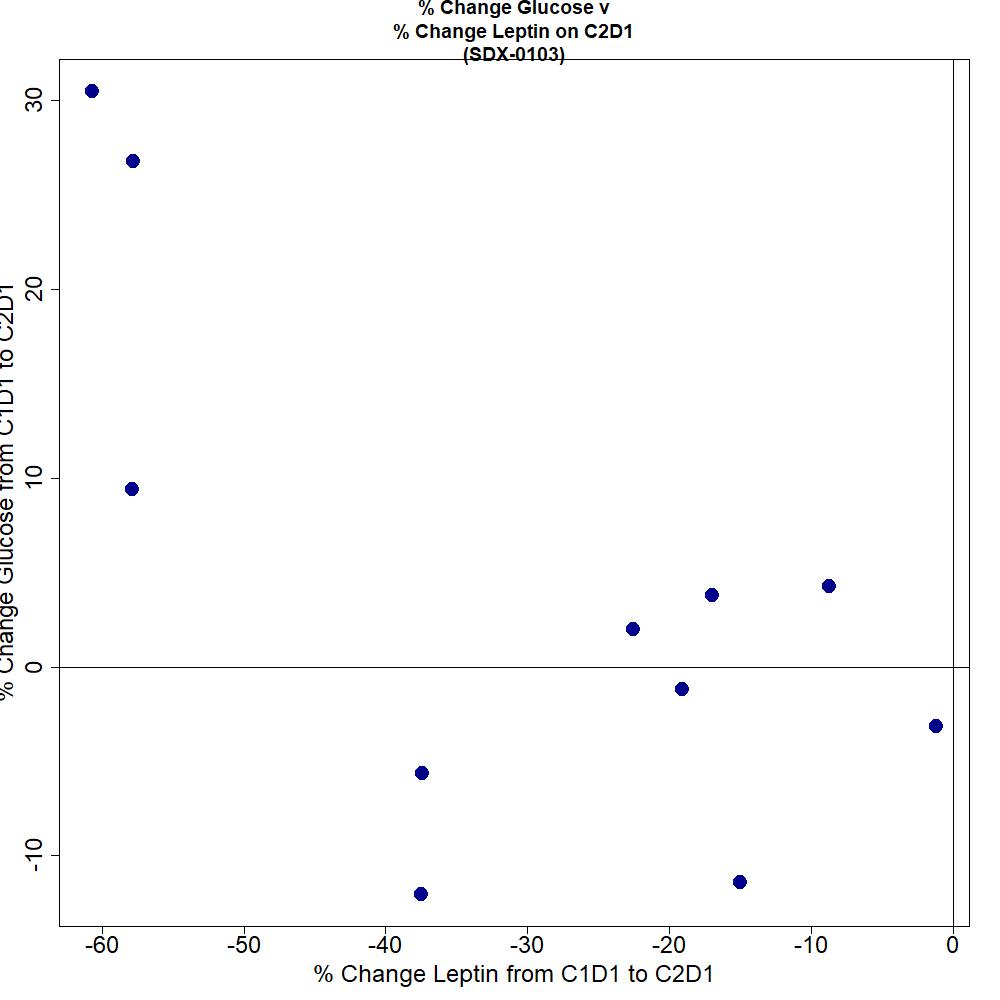 % Change Glucose v
% Change Leptin on C2D1
(SDX-0103)
% Change Glucose from C1D1 to C2D1
30
20
10
0
-10
-60
-50
-40
-30
-20
-10
0
% Change Leptin from C1D1 to C2D1